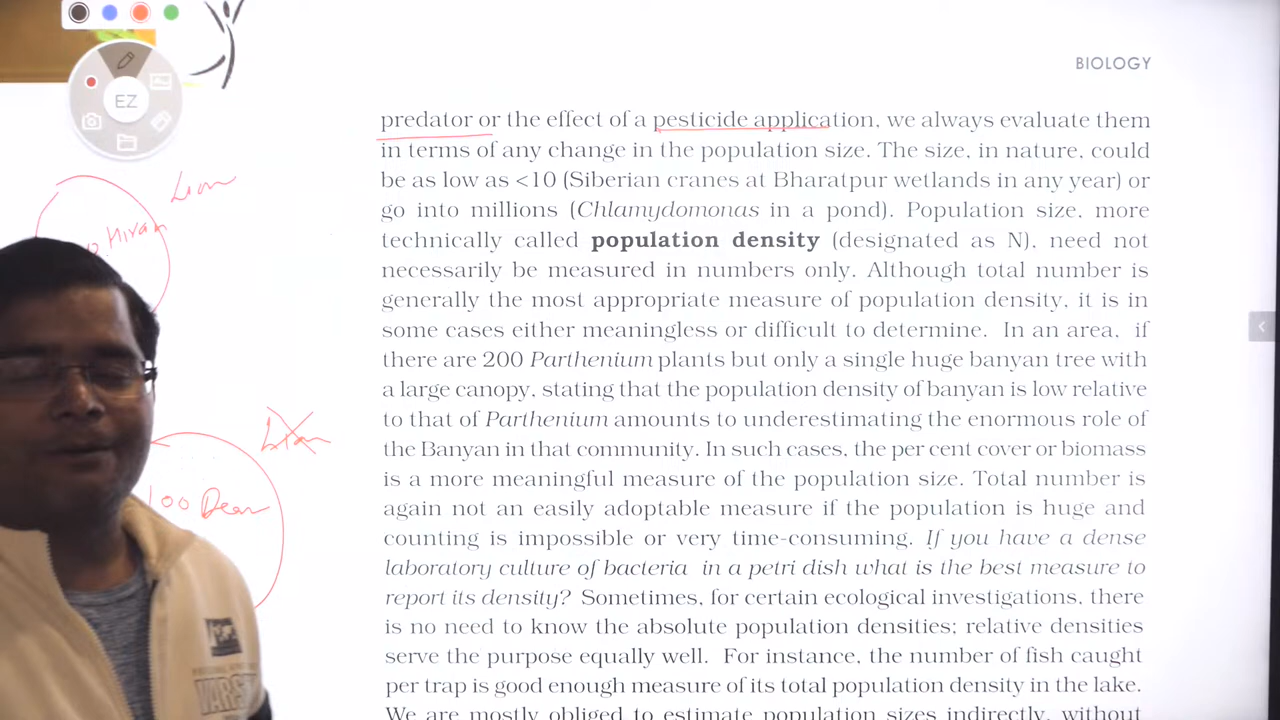 EZ
BIOLOGY
predator or the effect of a pesticide application, we always evaluate them
in terms of any change in the population size. The size, in nature, could
be as low as <10 (Siberian cranes at Bharatpur wetlands in any year) or
go into millions (Chlamydomonas in a pond). Population size, more
technically called population density (designated as N), need not
necessarily be measured in numbers only. Although total number is
generally the most appropriate measure of population density, it is in
some cases either meaningless or difficult to determine. In an area, if
there are 200 Parthenium plants but only a single huge banyan tree with
a large canopy, stating that the population density of banyan is low relative
to that of Parthenium amounts to underestimating the enormous role of
the Banyan in that community. In such cases, the per cent cover or biomass
is a more meaningful measure of the population size. Total number is
again not an easily adoptable measure if the population is huge and
counting is impossible or very time-consuming. If you have a dense
laboratory culture of bacteria in a petri dish what is the best measure to
report its density? Sometimes, for certain ecological investigations, there
is no need to know the absolute population densities; relative densities
serve the purpose equally well. For instance, the number of fish caught
per trap is good enough measure of its total population density in the lake.
We are mostly obliged to estimate population sizes indirectly, without
Lion
Hiran
Lion
100 Dear